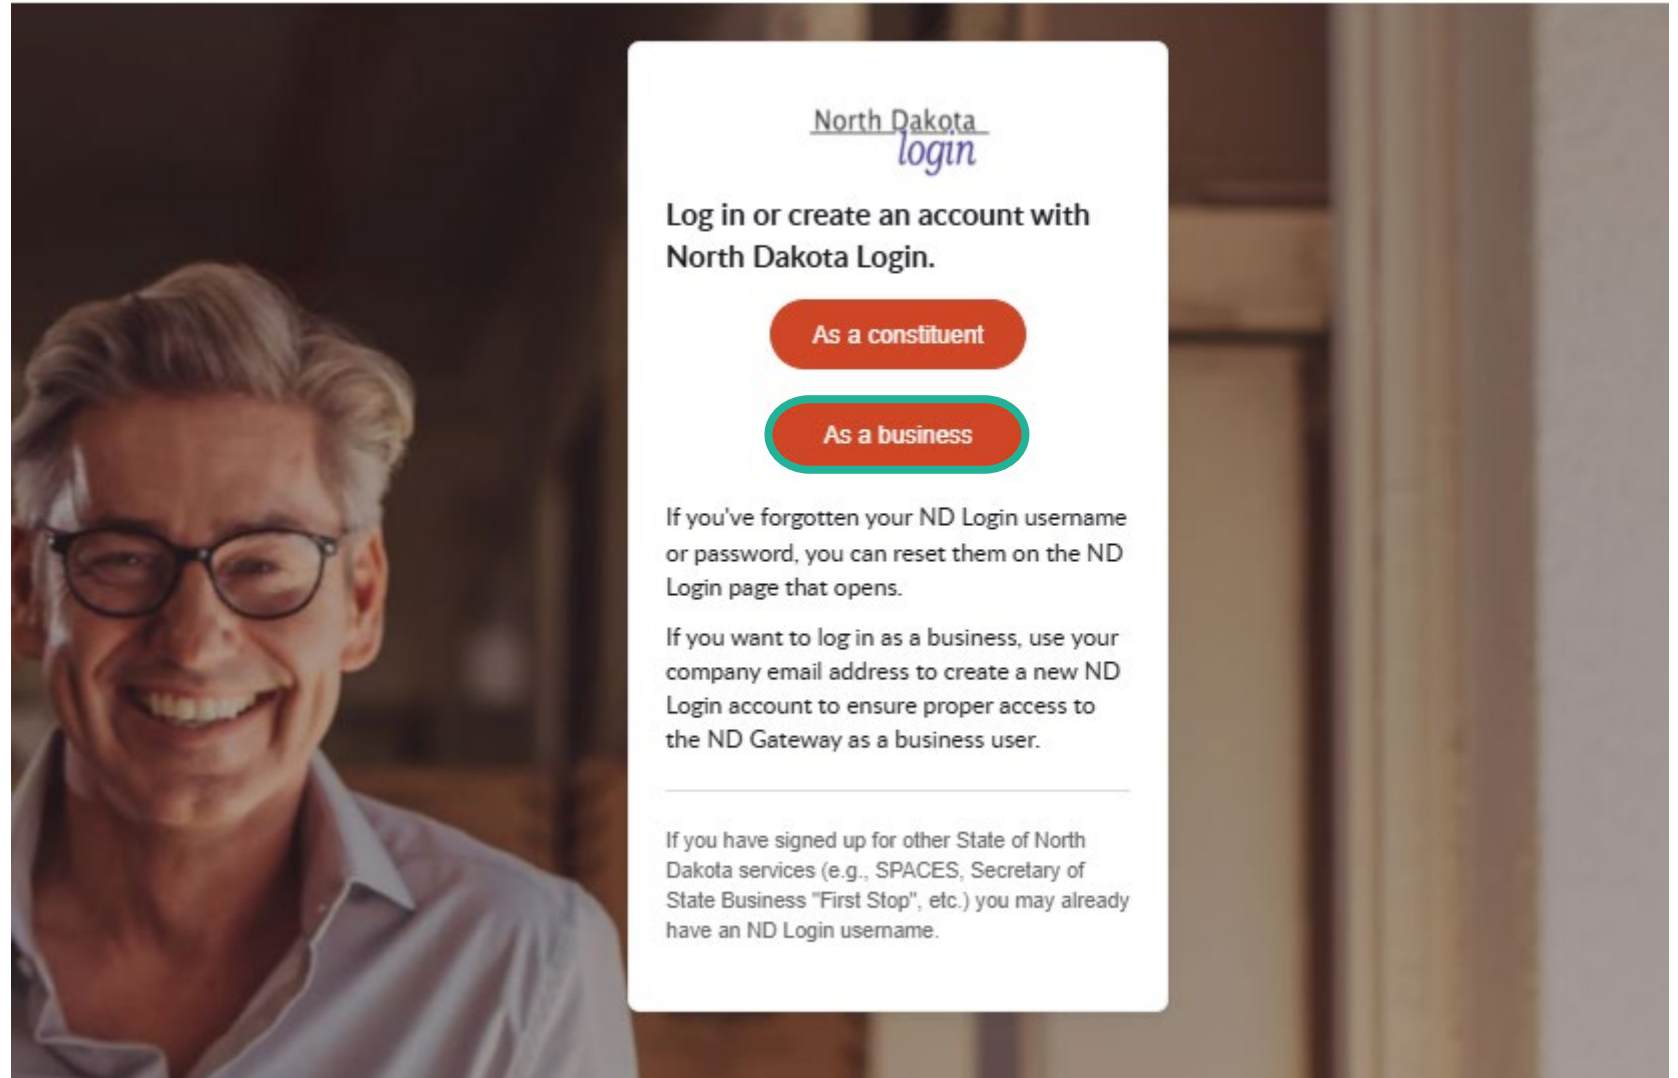 North Dakota
login
Log in or create an account with
North Dakota Login.
As a constituent
As a business
If you've forgotten your ND Login username
or password, you can reset them on the ND
Login page that opens.
If you want to log in as a business, use your
company email address to create a new ND
Login account to ensure proper access to
the ND Gateway as a business user.
If you have signed up for other State of North
Dakota services (e.g., SPACES, Secretary of
State Business "First Stop", etc.) you may already
have an ND Login username.